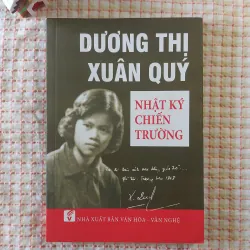 DƯƠNG THỊ
XUÂN QUÝ
NHẬT KÝ
CHIẾN
TRƯỜNG
NHÀ XUẤT BẢN VĂN HÓA - VĂN NGHỆ